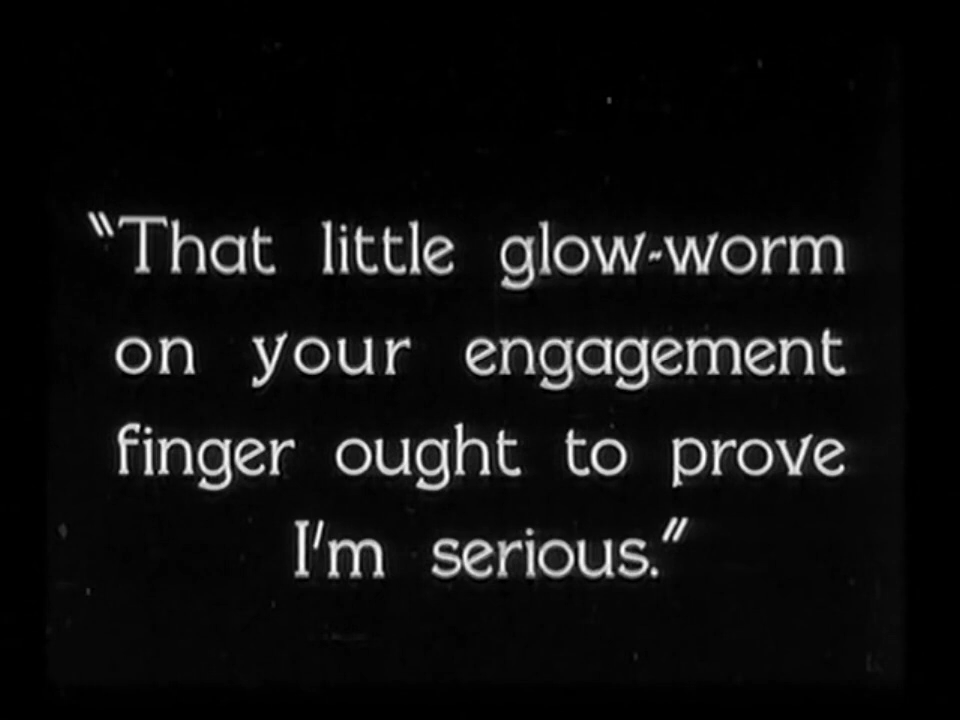 "That little glow-worm
on your engagement
finger ought to prove
I'm serious."